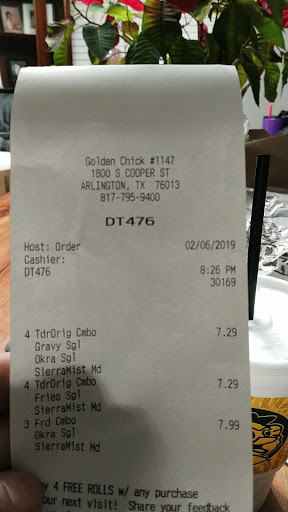 Golden Chick #1147
1800 S COOPER ST
ARLINGTON, TX 76013
817-795-9400
DT476
Host: Order 02/06/2019
Cashier:
DT476 8:26 PM
30169
4 TdrOrig Cmbo 7.29
Gravy Sgl
Okra Sgl
SierraMist Md
4 TdrOrig Cmbo 7.29
Fries Sgl
SierraMist Md
3 Frd Cmbo 7.99
Okra Sgl
SierraMist Md
4 FREE ROLLS w/ any purchase
our next visit! Share your feedback